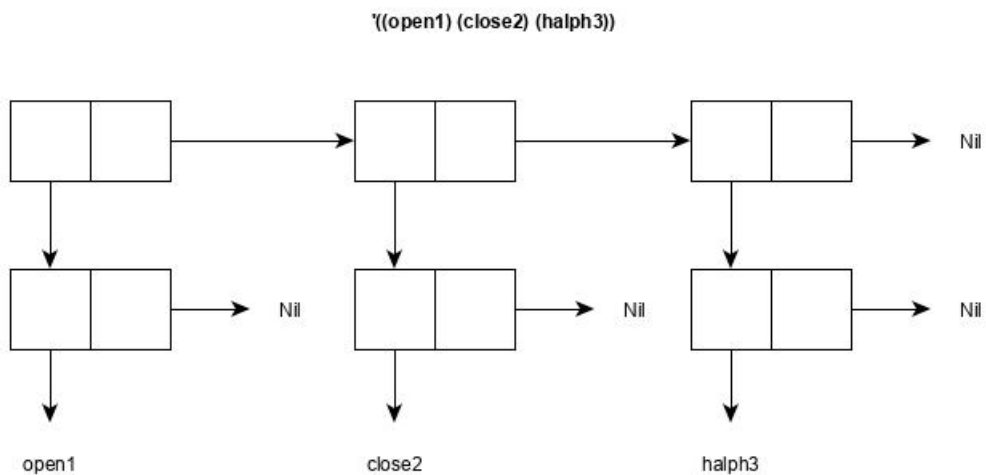 '((open1) (close2) (halph3))
Nil
Nil
Nil
Nil
open1
close2
halph3